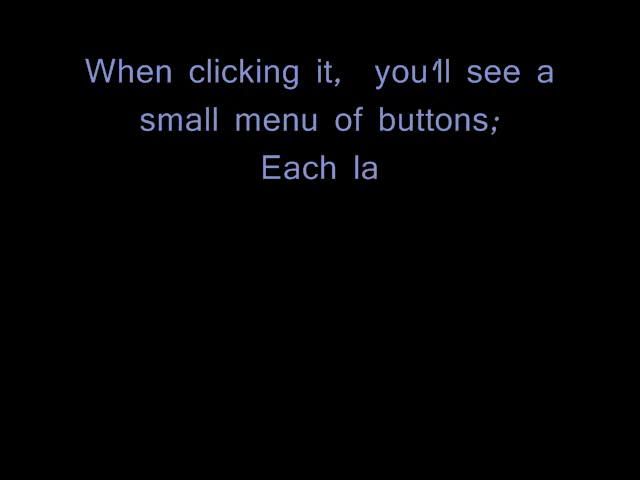 When clicking it, you'll see a
small menu of buttons;
Each la